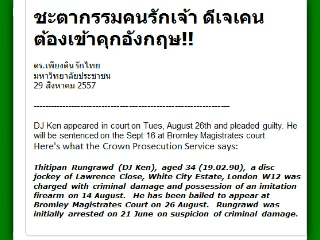 ชะตากรรมคนรักเจ้า ดีเจเคน
ต้องเข้าคุกอังกฤษ!!
ดร.เพียงดิน รักไทย
มหาวิทยาลัยประชาชน
29 สิงหาคม 2557
----------------------------------------------------------------
DJ Ken appeared in court on Tues, August 26th and pleaded guilty. He
will be sentenced on the Sept 16 at Bromley Magistrates court
Here's what the Crown Prosecution Service says:
Thitipan Rungrawd (DJ Ken), aged 34 (19.02.90), a disc
jockey of Lawrence Close, White City Estate, London W12 was
charged with criminal damage and possession of an imitation
firearm on 14 August. He has been bailed to appear at
Bromley Magistrates Court on 26 August. Rungrawd was
initially arrested on 21 June on suspicion of criminal damage.